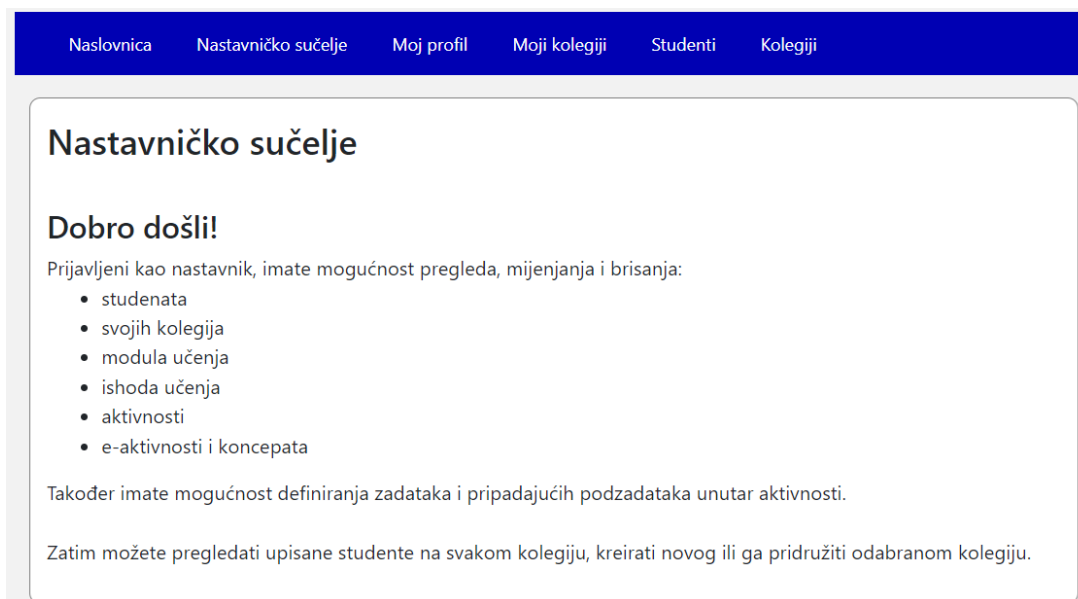 Naslovnica Nastavničko sučelje Moj profil Moji kolegiji Studenti Kolegiji
Nastavničko sučelje
Dobro došli!
Prijavljeni kao nastavnik, imate mogućnost pregleda, mijenjanja i brisanja:
• studenata
• svojih kolegija
• modula učenja
• ishoda učenja
• aktivnosti
• e-aktivnosti i koncepata
Također imate mogućnost definiranja zadataka i pripadajućih podzadataka unutar aktivnosti.
Zatim možete pregledati upisane studente na svakom kolegiju, kreirati novog ili ga pridružiti odabranom kolegiju.